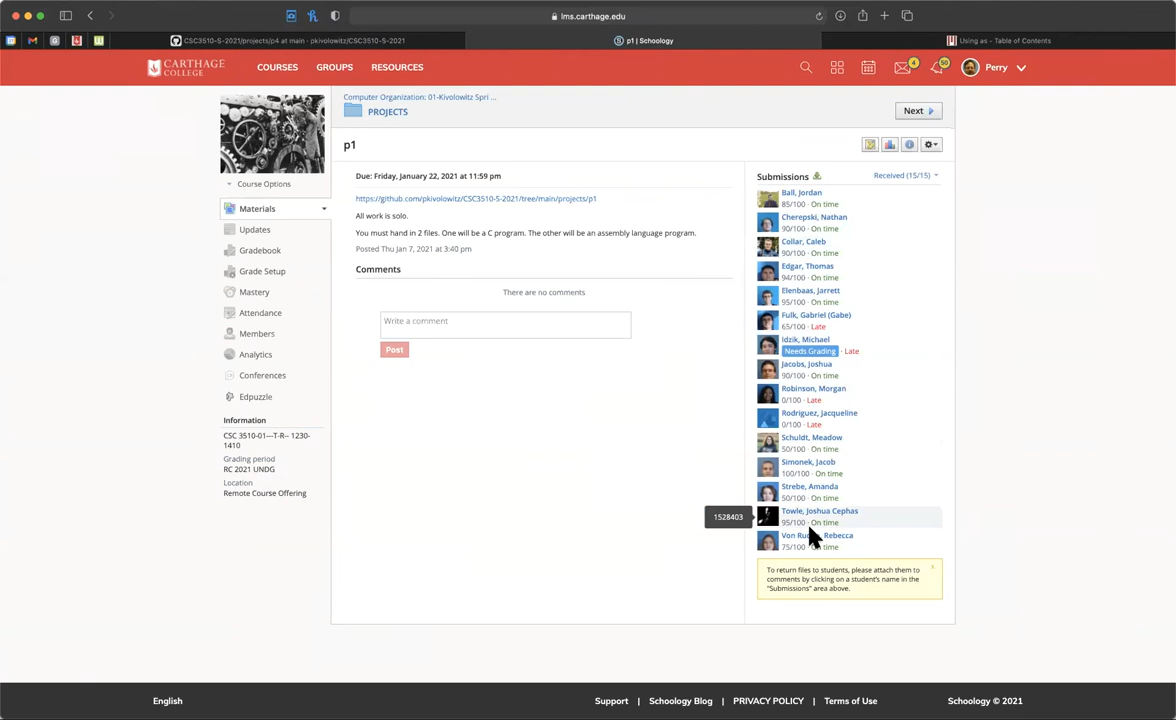 lms.carthage.edu
CSC3510-S-2021/projects/p4 at main · pkivolowitz/CSC3510-S-2021
p1 | Schoology
Using as - Table of Contents
CARTHAGE
COLLEGE
COURSES
GROUPS
RESOURCES
4
50
Perry
Computer Organization: 01-Kivolowitz Spri ...
PROJECTS
Next
p1
Course Options
Materials
Updates
Gradebook
Grade Setup
Mastery
Attendance
Members
Analytics
Conferences
Edpuzzle
Information
CSC 3510-01---T-R-- 1230-
1410
Grading period
RC 2021 UNDG
Location
Remote Course Offering
Due: Friday, January 22, 2021 at 11:59 pm
https://github.com/pkivolowitz/CSC3510-S-2021/tree/main/projects/p1
All work is solo.
You must hand in 2 files. One will be a C program. The other will be an assembly language program.
Posted Thu Jan 7, 2021 at 3:40 pm
Comments
There are no comments
Write a comment
Post
Submissions
Received (15/15)
Ball, Jordan
85/100 · On time
Cherepski, Nathan
90/100 · On time
Collar, Caleb
90/100 · On time
Edgar, Thomas
94/100 · On time
Elenbaas, Jarrett
95/100 · On time
Fulk, Gabriel (Gabe)
65/100 · Late
Idzik, Michael
Needs Grading · Late
Jacobs, Joshua
90/100 · On time
Robinson, Morgan
0/100 · Late
Rodriguez, Jacqueline
0/100 · Late
Schuldt, Meadow
50/100 · On time
Simonek, Jacob
100/100 · On time
Strebe, Amanda
50/100 · On time
Towle, Joshua Cephas
1528403
95/100 · On time
Von Rebecca
75/100 · time
To return files to students, please attach them to
comments by clicking on a student's name in the
"Submissions" area above.
English
Support | Schoology Blog | PRIVACY POLICY | Terms of Use
Schoology © 2021